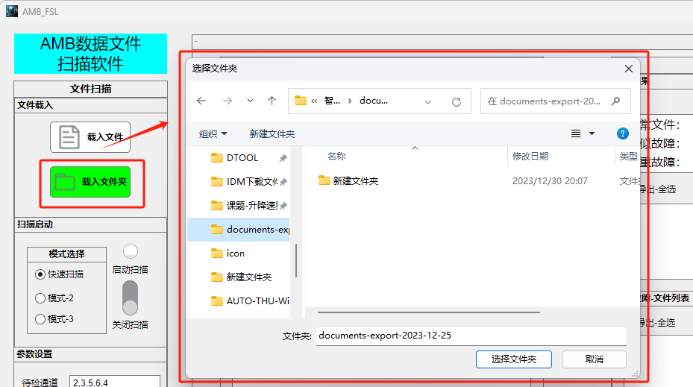 AMB_FSL
AMB数据文件
扫描软件
文件扫描
文件载入
载入文件
载入文件夹
扫描启动
模式选择
快速扫描
模式-2
模式-3
启动扫描
关闭扫描
参数设置
待检通道
2,3,5,6,4
选择文件夹
« 智... › docu...
在 documents-export-20...
组织
新建文件夹
DTOOL
IDM下载文件
课题-升降速
documents-exp
icon
新建文件夹
AUTO-THU-Wi
名称
修改日期
类型
新建文件夹
2023/12/30 20:07
文件
文件夹:
documents-export-2023-12-25
选择文件夹
取消
常文件:
似故障:
重故障:
导出-全选
-文件列表
导出-全选